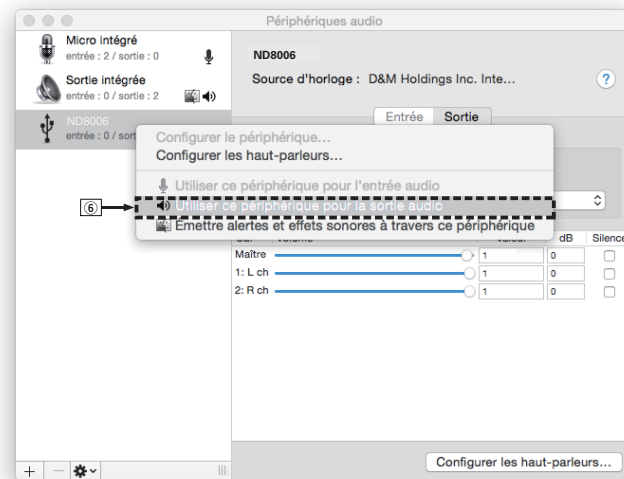 Périphériques audio
Micro intégré
entrée : 2 / sortie : 0
Sortie intégrée
entrée : 0 / sortie : 2
ND8006
entrée : 0 / sort
ND8006
Source d'horloge : D&M Holdings Inc. Inte...
?
Entrée Sortie
Configurer le périphérique...
Configurer les haut-parleurs...
Utiliser ce périphérique pour l'entrée audio
6 Utiliser ce périphérique pour la sortie audio
Émettre alertes et effets sonores à travers ce périphérique
Volume Valeur dB Silence
Maître 1 0
1: L ch 1 0
2: R ch 1 0
Configurer les haut-parleurs...